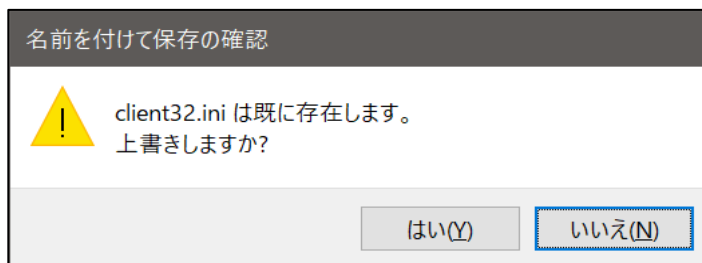 名前を付けて保存の確認
client32.ini は既に存在します。
上書きしますか?
はい(Y)
いいえ(N)